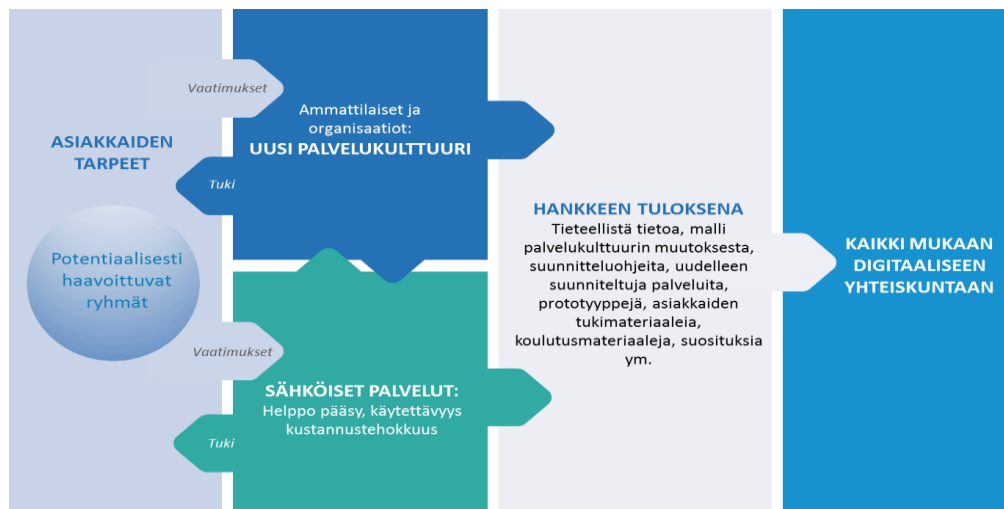 ASIAKKAIDEN
TARPEET
Potentiaalisesti
haavoittuvat
ryhmät
Vaatimukset
Tuki
Vaatimukset
Tuki
Ammattilaiset ja
organisaatiot:
UUSI PALVELUKULTTUURI
SÄHKÖISET PALVELUT:
Helppo pääsy, käytettävyys
kustannustehokkuus
HANKKEEN TULOKSENA
Tieteellistä tietoa, malli
palvelukulttuurin muutoksesta,
suunnitteluohjeita, uudelleen
suunniteltuja palveluita,
prototyyppejä, asiakkaiden
tukimateriaaleia,
koulutusmateriaaleja, suosituksia
ym.
KAIKKI MUKAAN
DIGITAALISEEN
YHTEISKUNTAAN